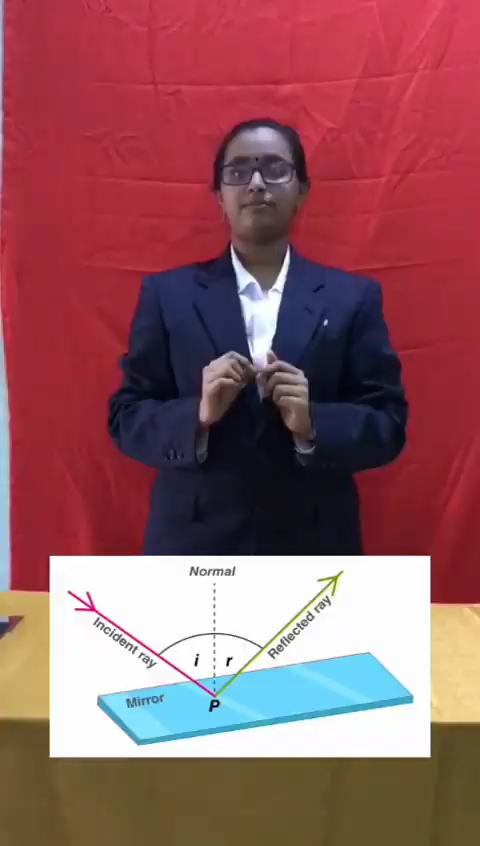 Normal
Incident ray
Reflected ray
i
r
Mirror
P